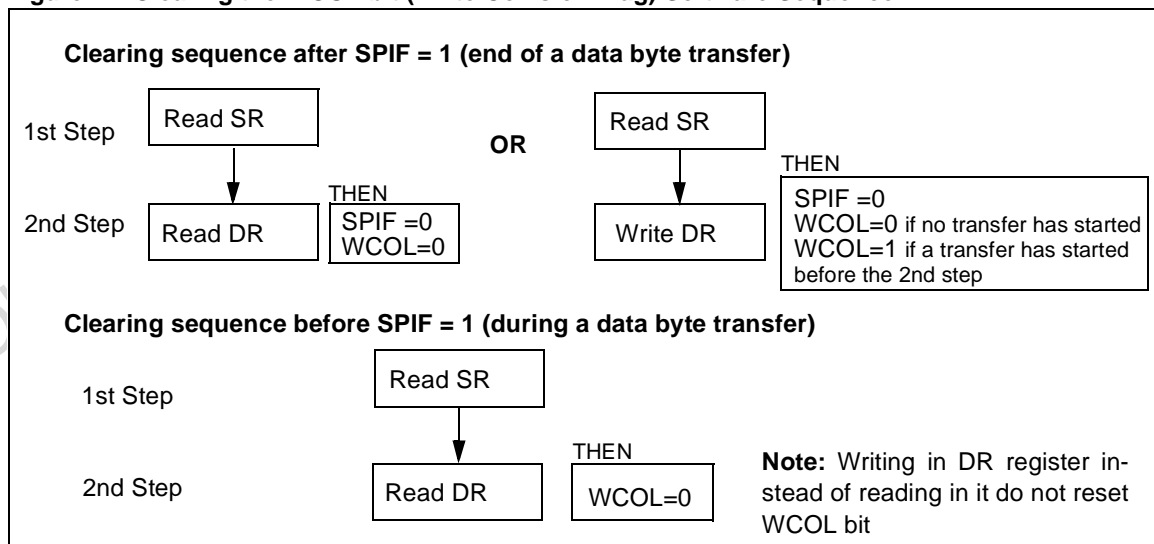 Clearing sequence after SPIF = 1 (end of a data byte transfer)
1st Step
Read SR
OR
Read SR
THEN
2nd Step
Read DR
THEN
SPIF =0
WCOL=0
Write DR
SPIF =0
WCOL=0 if no transfer has started
WCOL=1 if a transfer has started
before the 2nd step
Clearing sequence before SPIF = 1 (during a data byte transfer)
1st Step
Read SR
2nd Step
Read DR
THEN
WCOL=0
Note: Writing in DR register in-
stead of reading in it do not reset
WCOL bit